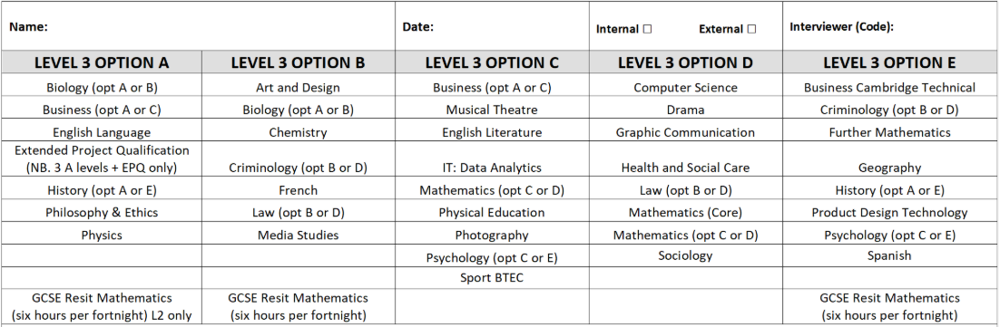 Name:
Date:
Internal ☐ External ☐
Interviewer (Code):
LEVEL 3 OPTION A
LEVEL 3 OPTION B
LEVEL 3 OPTION C
LEVEL 3 OPTION D
LEVEL 3 OPTION E
Biology (opt A or B)
Art and Design
Business (opt A or C)
Computer Science
Business Cambridge Technical
Business (opt A or C)
Biology (opt A or B)
Musical Theatre
Drama
Criminology (opt B or D)
English Language
Chemistry
English Literature
Graphic Communication
Further Mathematics
Extended Project Qualification
(NB. 3 A levels + EPQ only)
Criminology (opt B or D)
IT: Data Analytics
Health and Social Care
Geography
History (opt A or E)
French
Mathematics (opt C or D)
Law (opt B or D)
History (opt A or E)
Philosophy & Ethics
Law (opt B or D)
Physical Education
Mathematics (Core)
Product Design Technology
Physics
Media Studies
Photography
Mathematics (opt C or D)
Psychology (opt C or E)
Psychology (opt C or E)
Sociology
Spanish
Sport BTEC
GCSE Resit Mathematics
(six hours per fortnight) L2 only
GCSE Resit Mathematics
(six hours per fortnight)
GCSE Resit Mathematics
(six hours per fortnight)